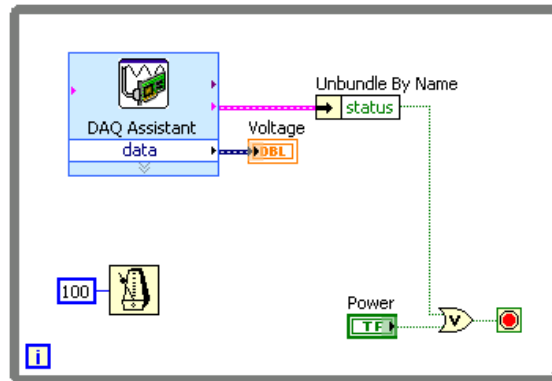 Unbundle By Name
status
DAQ Assistant
data
Voltage
DBL
100
Power
TF
V
i